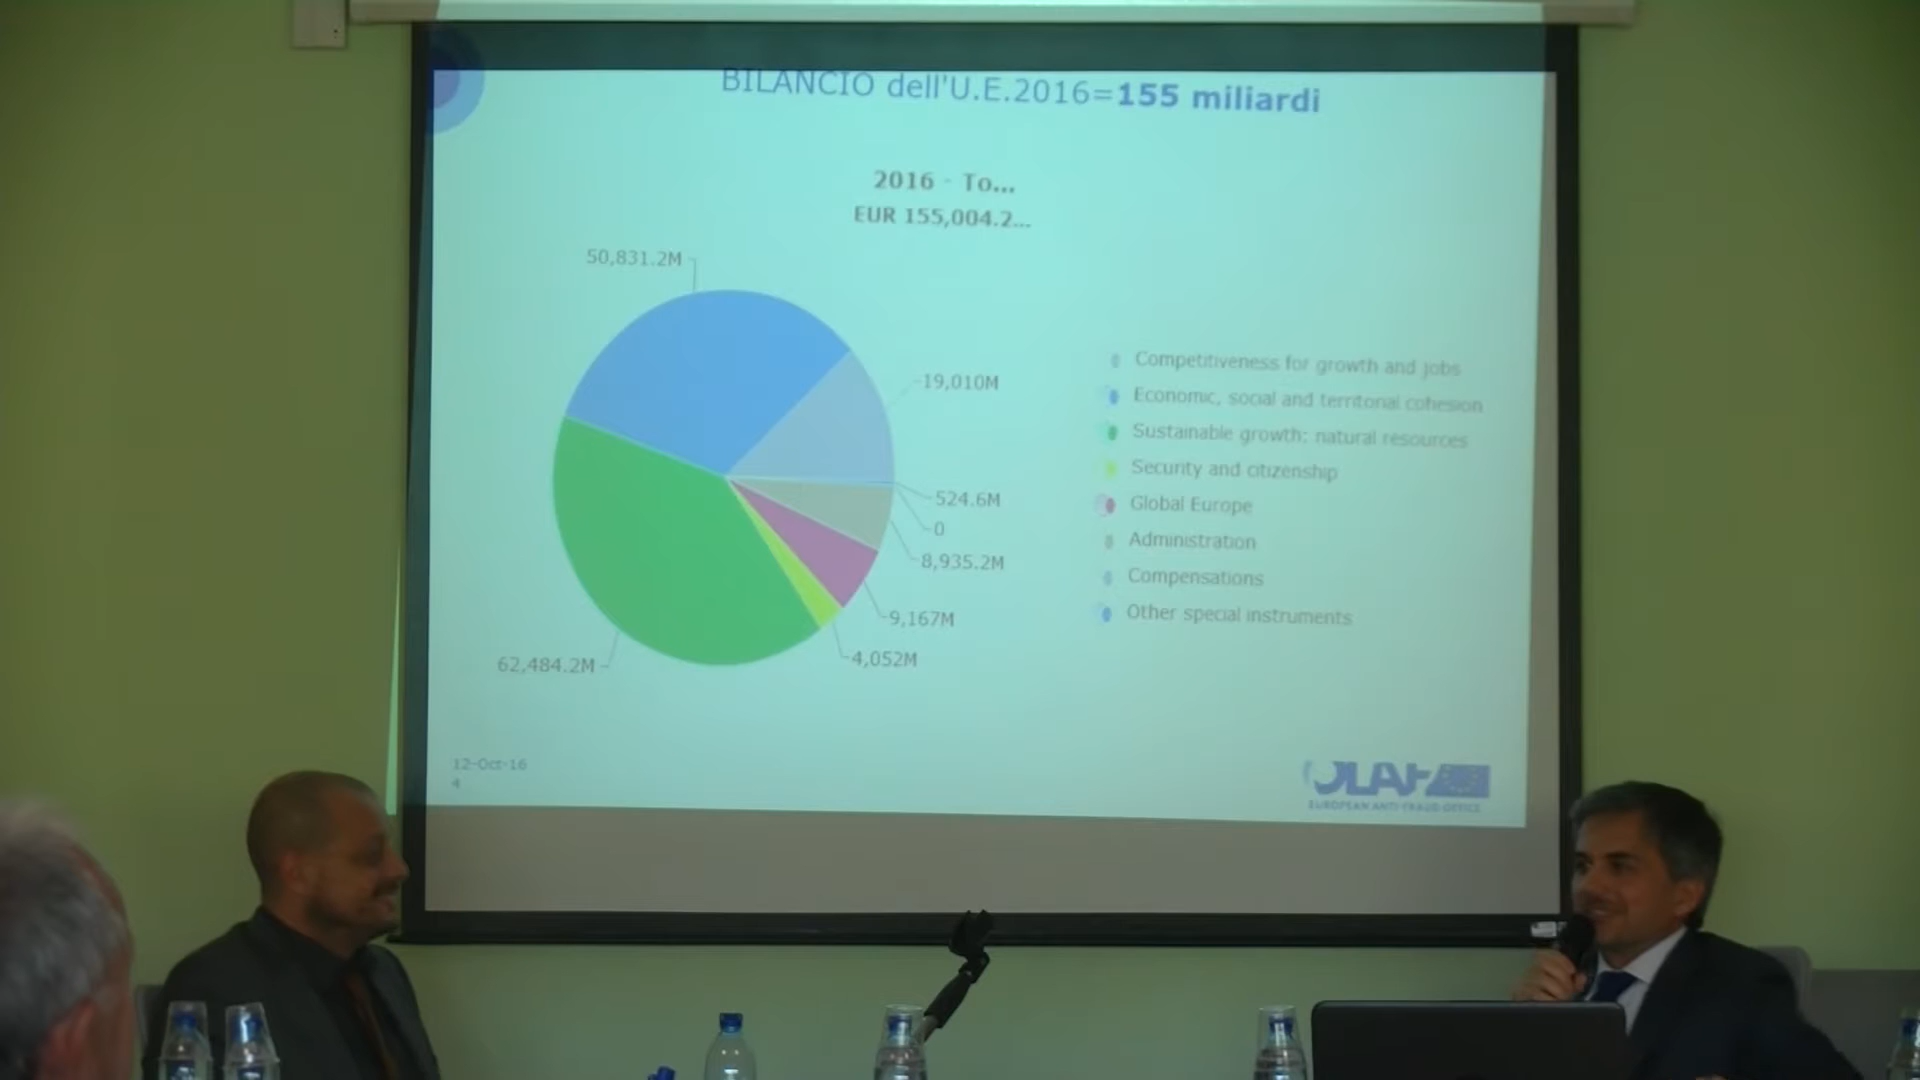 BILANCIO dell'U.E.2016=155 miliardi
2016 - To...
EUR 155,004.2...
50,831.2M
19,010M
524.6M
0
8,935.2M
9,167M
4,052M
62,484.2M
Competitiveness for growth and jobs
Economic, social and territorial cohesion
Sustainable growth: natural resources
Security and citizenship
Global Europe
Administration
Compensations
Other special instruments
12-Oct-16
4
OLAF
EUROPEAN ANTI-FRAUD OFFICE